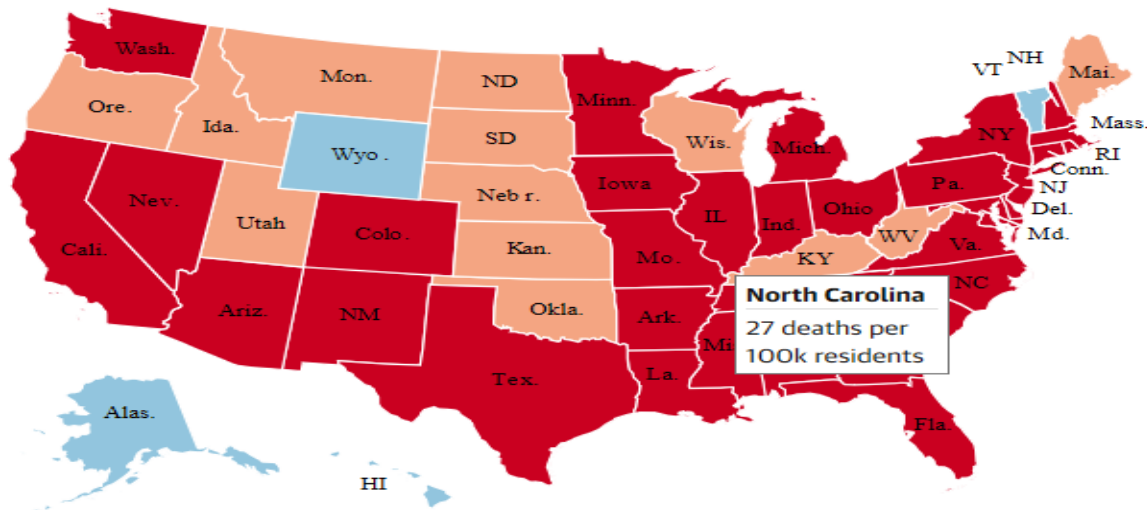 Wash.
Mon.
ND
Minn.
VT
NH
Mai.
Ore.
Ida.
SD
Wis.
Mich.
NY
Mass.
Wyo .
RI
Conn.
Neb r.
Iowa
Pa.
NJ
Nev.
Utah
IL
Ind.
Ohio
Del.
Cali.
Colo.
Kan.
Mo.
WV
Va.
Md.
KY
Ariz.
NM
Okla.
Ark.
NC
North Carolina
27 deaths per
100k residents
Mi
Tex.
La.
Alas.
Fla.
HI